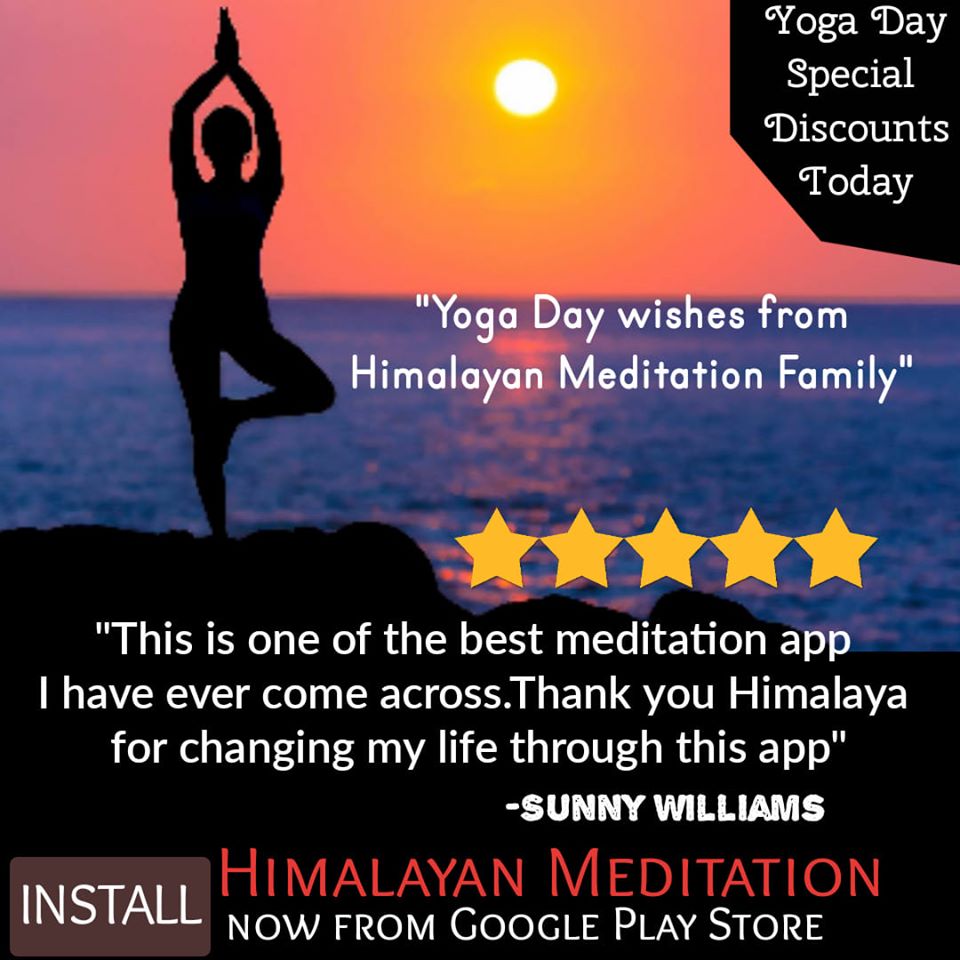 Yoga Day
Special
Discounts
Today
"Yoga Day wishes from
Himalayan Meditation Family"
"This is one of the best meditation app
I have ever come across.Thank you Himalaya
for changing my life through this app"
-SUNNY WILLIAMS
INSTALL
HIMALAYAN MEDITATION
NOW FROM GOOGLE PLAY STORE